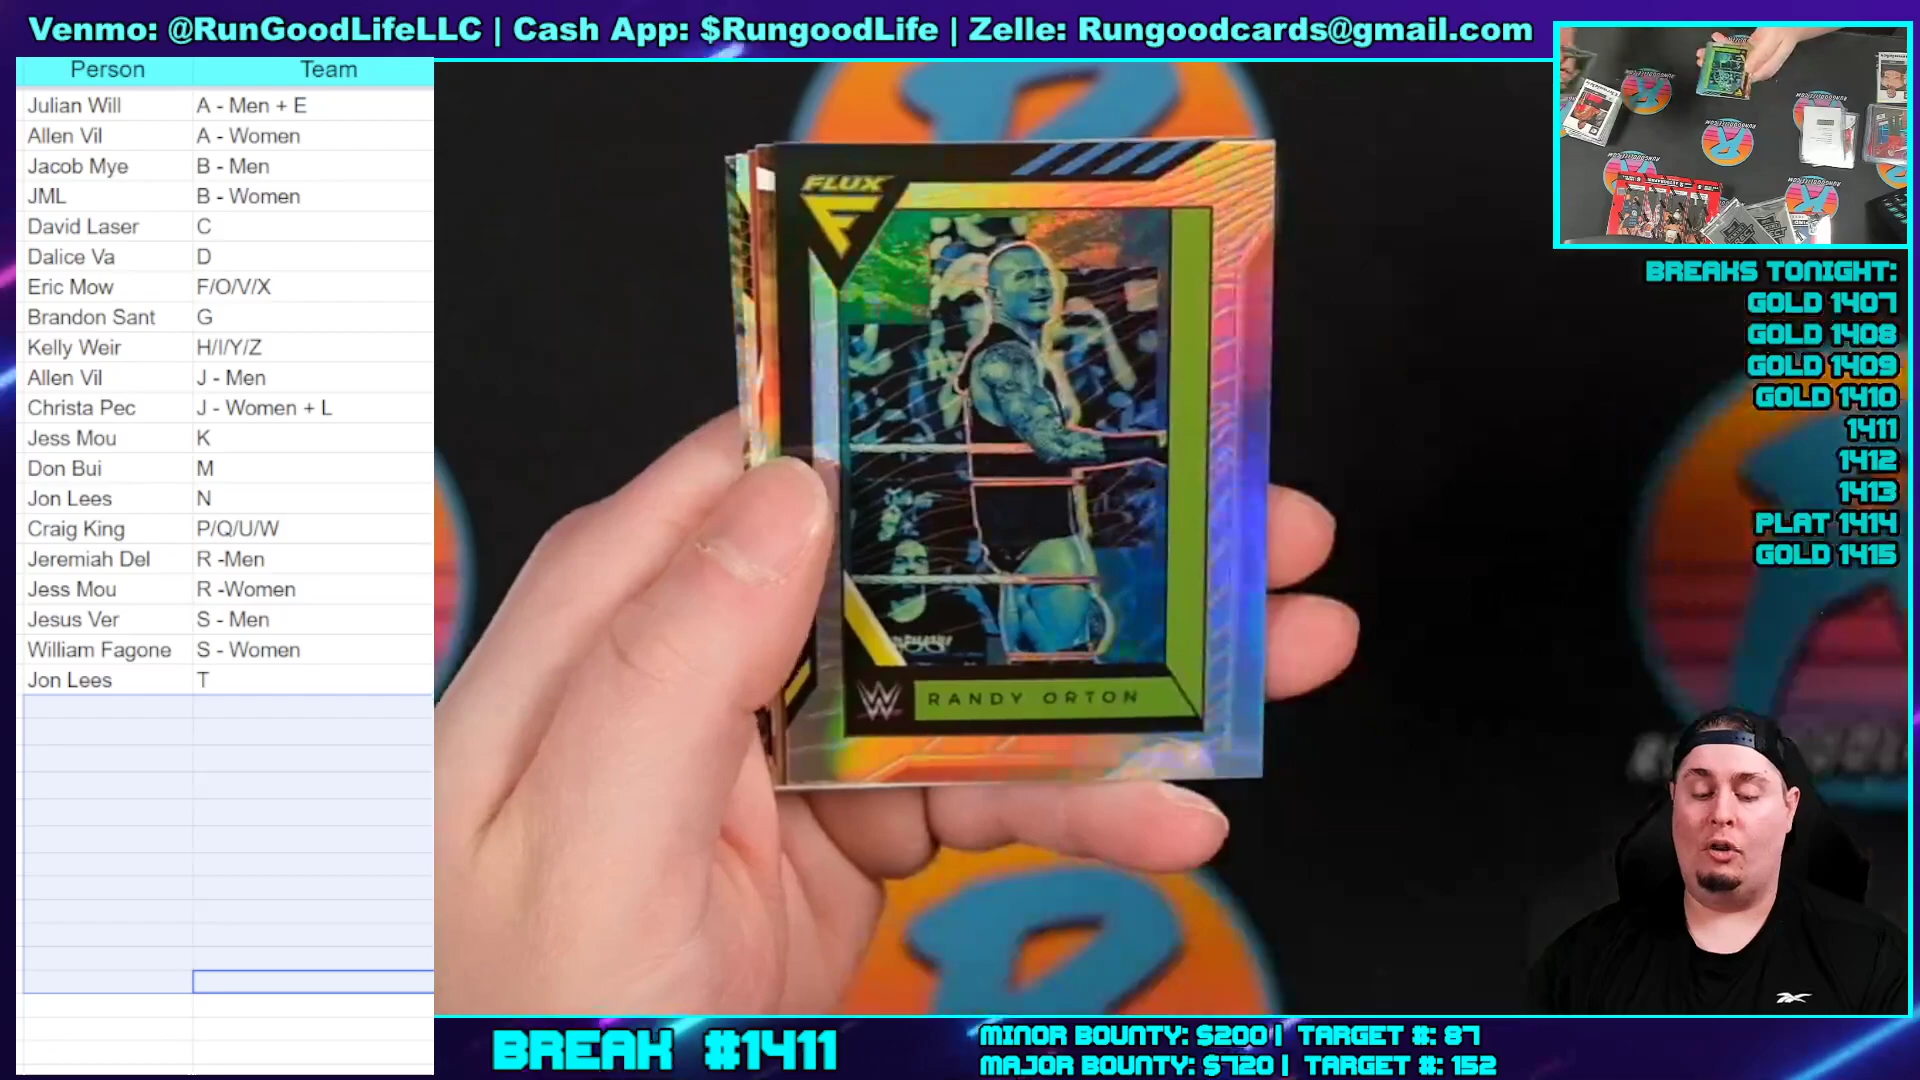 Venmo: @RunGoodLifeLLC | Cash App: $RungoodLife | Zelle: Rungoodcards@gmail.com
Person Team
Julian Will A - Men + E
Allen Vil A - Women
Jacob Mye B - Men
JML B - Women
David Laser C
Dalice Va D
Eric Mow F/O/V/X
Brandon Sant G
Kelly Weir H/I/Y/Z
Allen Vil J - Men
Christa Pec J - Women + L
Jess Mou K
Don Bui M
Jon Lees N
Craig King P/Q/U/W
Jeremiah Del R -Men
Jess Mou R -Women
Jesus Ver S - Men
William Fagone S - Women
Jon Lees T
FLUX
F
W
RANDY ORTON
BREAKS TONIGHT:
GOLD 1407
GOLD 1408
GOLD 1409
GOLD 1410
1411
1412
1413
PLAT 1414
GOLD 1415
BREAK #1411
MINOR BOUNTY: $200 | TARGET #: 87
MAJOR BOUNTY: $720 | TARGET #: 152